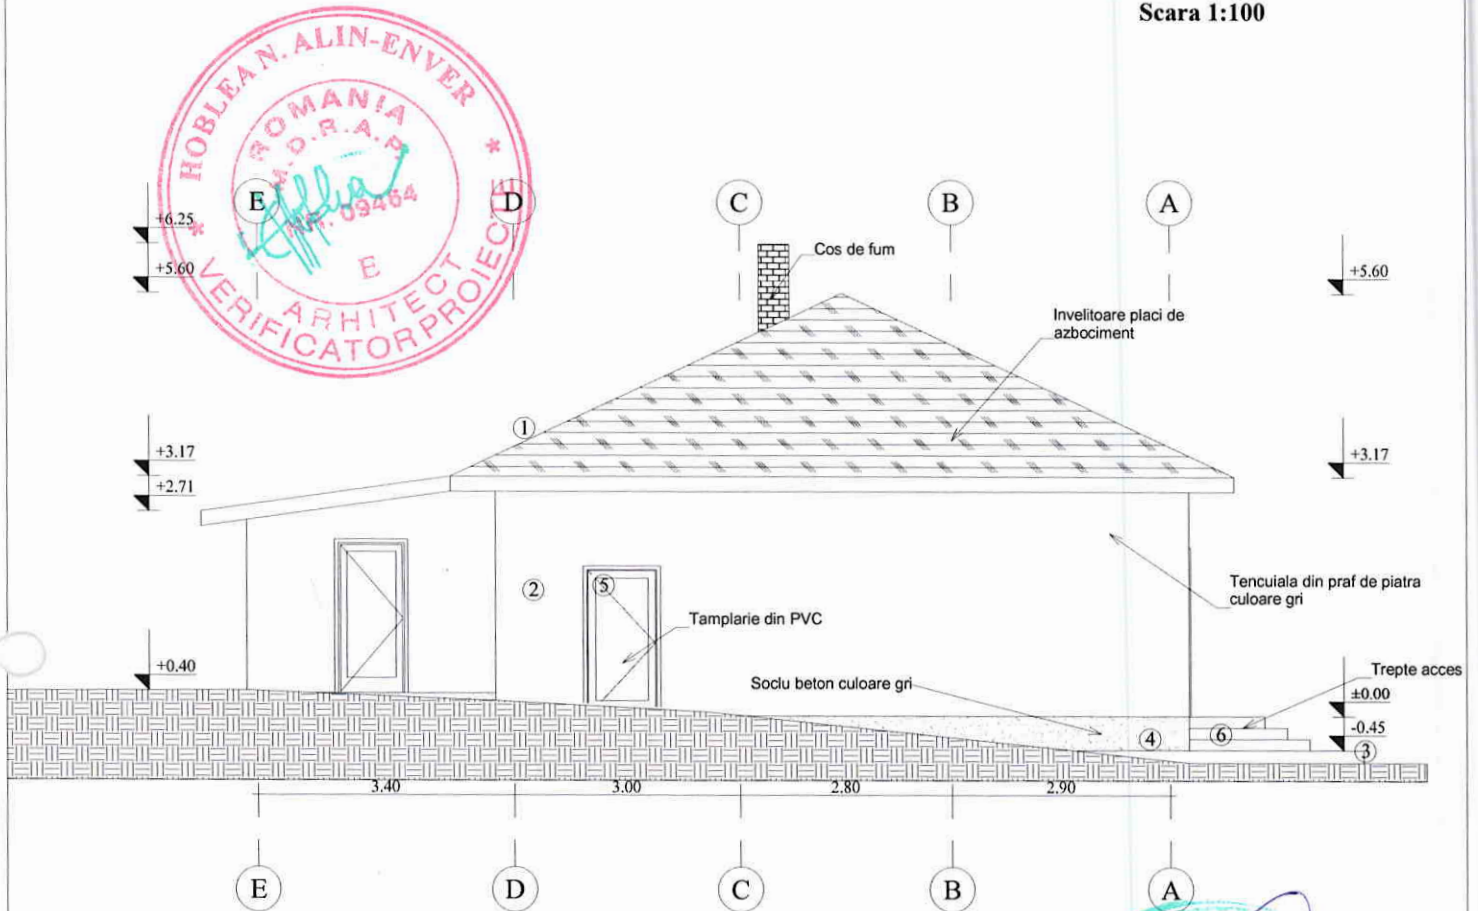 Scara 1:100
HOBLEA N. ALIN-ENVER
ROMANIA
M.D.R.A.P.
NR. 09464
E
ARHITECT
* VERIFICATOR PROIECTE *
E
D
C
B
A
+6.25
+5.60
+5.60
Cos de fum
Invelitoare placi de
azbociment
1
+3.17
+2.71
+3.17
2
5
Tencuiala din praf de piatra
culoare gri
Tamplarie din PVC
+0.40
Soclu beton culoare gri
Trepte acces
±0.00
-0.45
4
6
3
3.40
3.00
2.80
2.90
E
D
C
B
A